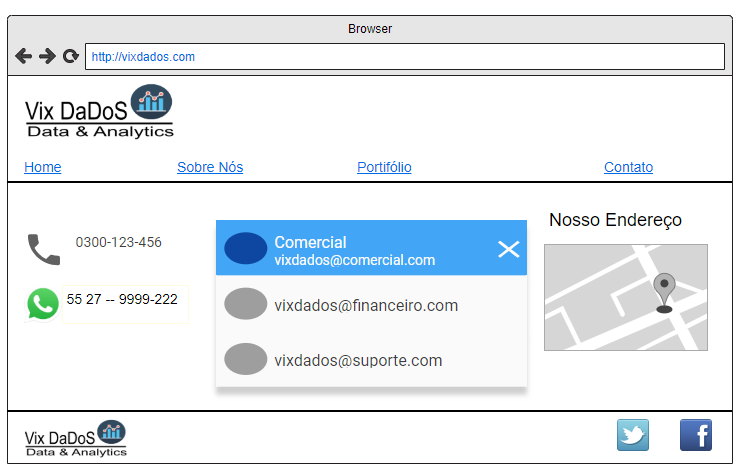 Browser
http://vixdados.com
Vix DaDoS
Data & Analytics
Home Sobre Nós Portifólio Contato
Nosso Endereço
0300-123-456
55 27 -- 9999-222
Comercial
vixdados@comercial.com
vixdados@financeiro.com
vixdados@suporte.com
Vix DaDoS
Data & Analytics